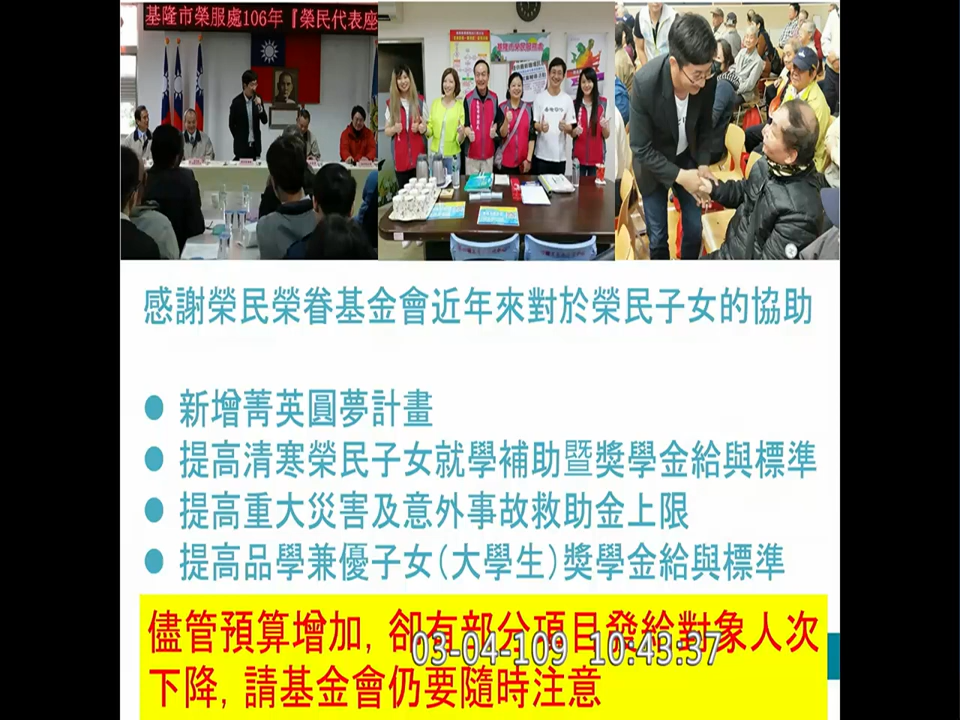 基隆市榮服處106年『榮民代表座
感謝榮民榮眷基金會近年來對於榮民子女的協助
● 新增菁英圓夢計畫
● 提高清寒榮民子女就學補助暨獎學金給與標準
● 提高重大災害及意外事故救助金上限
● 提高品學兼優子女(大學生)獎學金給與標準
儘管預算增加, 卻有部分項目發給對象人次
03-04-109 10:43:37
下降, 請基金會仍要隨時注意